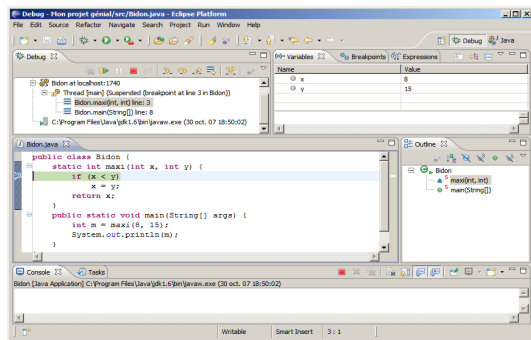 Debug - Mon projet génial/src/Bidon.java - Eclipse Platform
File Edit Source Refactor Navigate Search Project Run Window Help
Debug Java
Debug
Bidon at localhost:1740
Thread [main] (Suspended (breakpoint at line 3 in Bidon))
Bidon.maxi(int, int) line: 3
Bidon.main(String[]) line: 8
C:\Program Files\Java\jdk1.6\bin\javaw.exe (30 oct. 07 18:50:02)
Variables Breakpoints Expressions
Name Value
x 8
y 15
Bidon.java
public class Bidon {
static int maxi(int x, int y) {
if (x < y)
x = y;
return x;
}
public static void main(String[] args) {
int m = maxi(8, 15);
System.out.println(m);
}
Outline
Bidon
maxi(int, int)
main(String[])
Console Tasks
Bidon [Java Application] C:\Program Files\Java\jdk1.6\bin\javaw.exe (30 oct. 07 18:50:02)
Writable Smart Insert 3 : 1